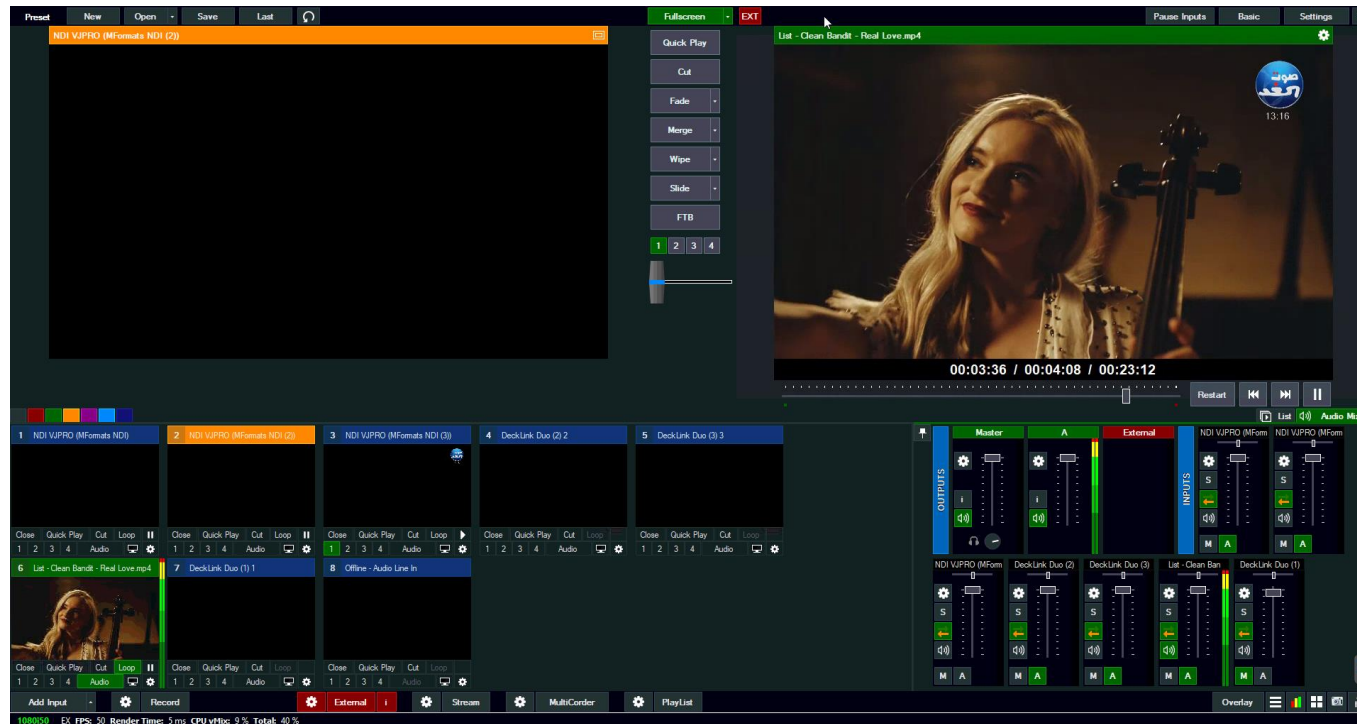 Preset New Open Save Last Fullscreen EXT Pause Inputs Basic Settings
NDI VJPRO (MFormats NDI (2))
List - Clean Bandit - Real Love.mp4
Quick Play
Cut
Fade
Merge
Wipe
Slide
FTB
1 2 3 4
صوت
الغد
13:16
00:03:36 / 00:04:08 / 00:23:12
Restart
List Audio Mi
1 NDI VJPRO (MFormats NDI)
Close Quick Play Cut Loop
1 2 3 4 Audio
2 NDI VJPRO (MFormats NDI (2))
Close Quick Play Cut Loop
1 2 3 4 Audio
3 NDI VJPRO (MFormats NDI (3))
Close Quick Play Cut Loop
1 2 3 4 Audio
4 DeckLink Duo (2) 2
Close Quick Play Cut Loop
1 2 3 4 Audio
5 DeckLink Duo (3) 3
Close Quick Play Cut Loop
1 2 3 4 Audio
6 List - Clean Bandit - Real Love.mp4
Close Quick Play Cut Loop
1 2 3 4 Audio
7 DeckLink Duo (1) 1
Close Quick Play Cut Loop
1 2 3 4 Audio
8 Offline - Audio Line In
Close Quick Play Cut Loop
1 2 3 4 Audio
OUTPUTS
Master A External
i i
INPUTS
NDI VJPRO (MForm NDI VJPRO (MForm
S S
M A M A
NDI VJPRO (MForm DeckLink Duo (2) DeckLink Duo (3) List - Clean Ban DeckLink Duo (1)
S S S S S
M A M A M A M A M A
Add Input Record External i Stream MultiCorder PlayList Overlay
1080i50 EX FPS: 50 Render Time: 5 ms CPU vMix: 9 % Total: 40 %